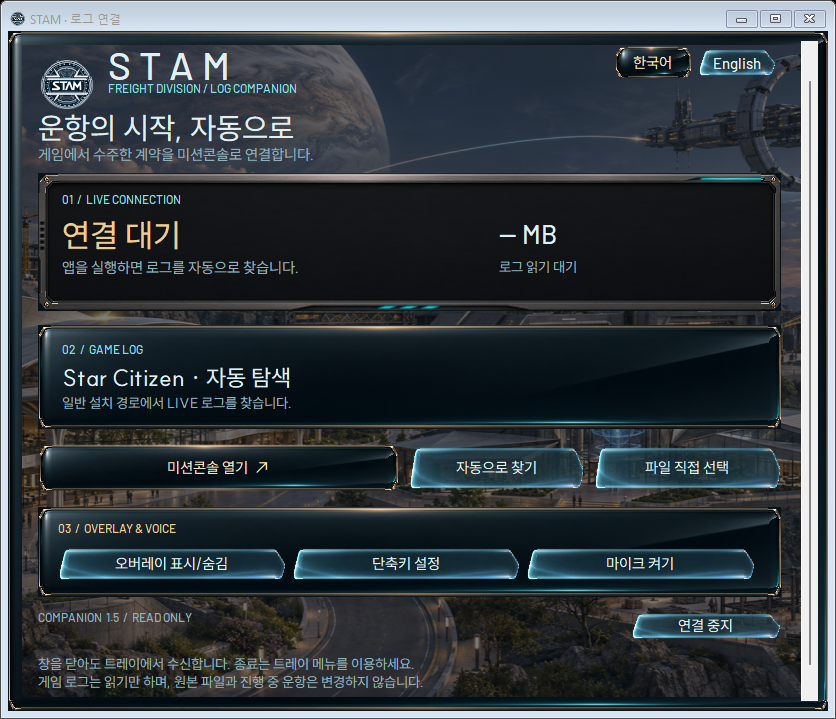 STAM · 로그 연결
STAM
STAM
한국어
English
FREIGHT DIVISION / LOG COMPANION
운항의 시작, 자동으로
게임에서 수주한 계약을 미션콘솔로 연결합니다.
01 / LIVE CONNECTION
연결 대기
— MB
앱을 실행하면 로그를 자동으로 찾습니다.
로그 읽기 대기
02 / GAME LOG
Star Citizen · 자동 탐색
일반 설치 경로에서 LIVE 로그를 찾습니다.
미션콘솔 열기 ↗
자동으로 찾기
파일 직접 선택
03 / OVERLAY & VOICE
오버레이 표시/숨김
단축키 설정
마이크 켜기
COMPANION 1.5 / READ ONLY
연결 중지
창을 닫아도 트레이에서 수신합니다. 종료는 트레이 메뉴를 이용하세요.
게임 로그는 읽기만 하며, 원본 파일과 진행 중 운항은 변경하지 않습니다.